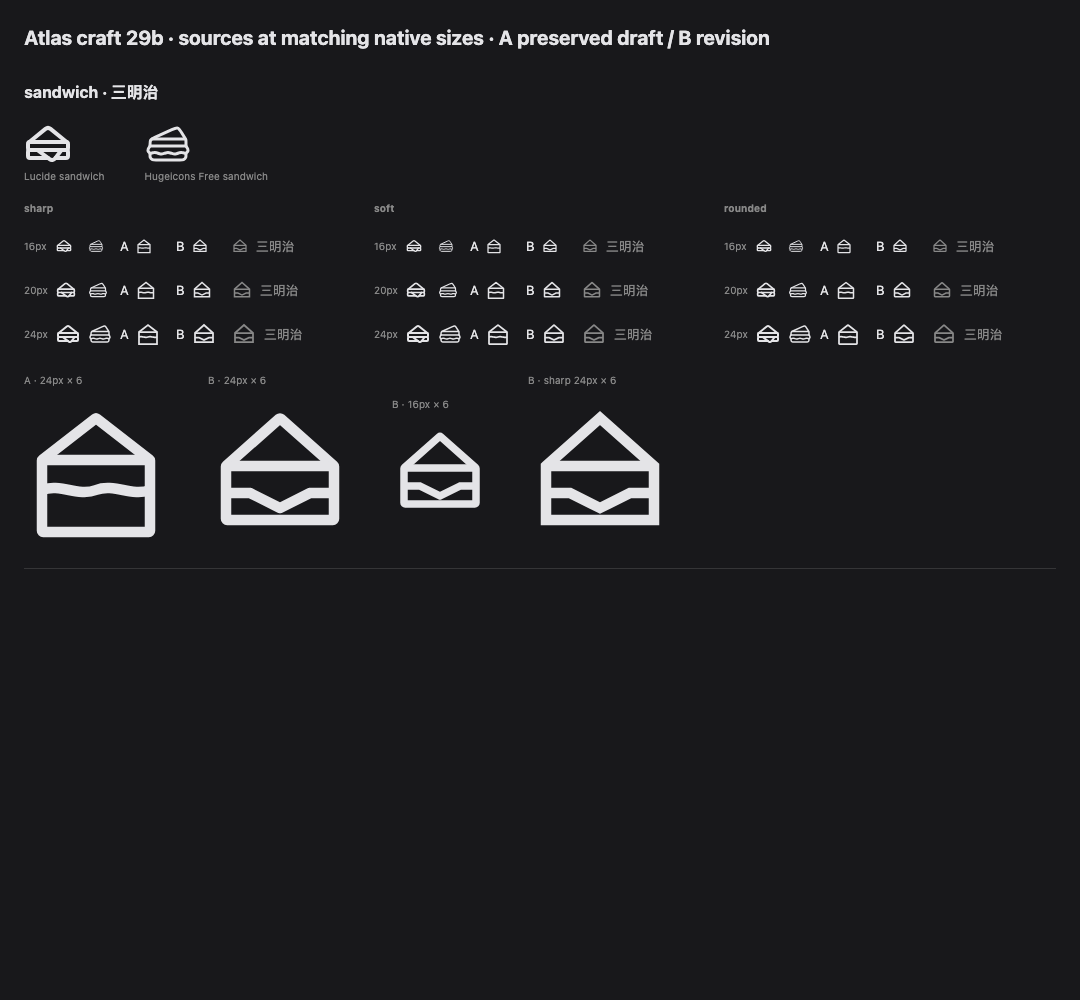 Atlas craft 29b · sources at matching native sizes · A preserved draft / B revision
sandwich · 三明治
Lucide sandwich
Hugeicons Free sandwich
sharp
soft
rounded
16px A B 三明治
16px A B 三明治
16px A B 三明治
20px A B 三明治
20px A B 三明治
20px A B 三明治
24px A B 三明治
24px A B 三明治
24px A B 三明治
A · 24px × 6
B · 24px × 6
B · 16px × 6
B · sharp 24px × 6